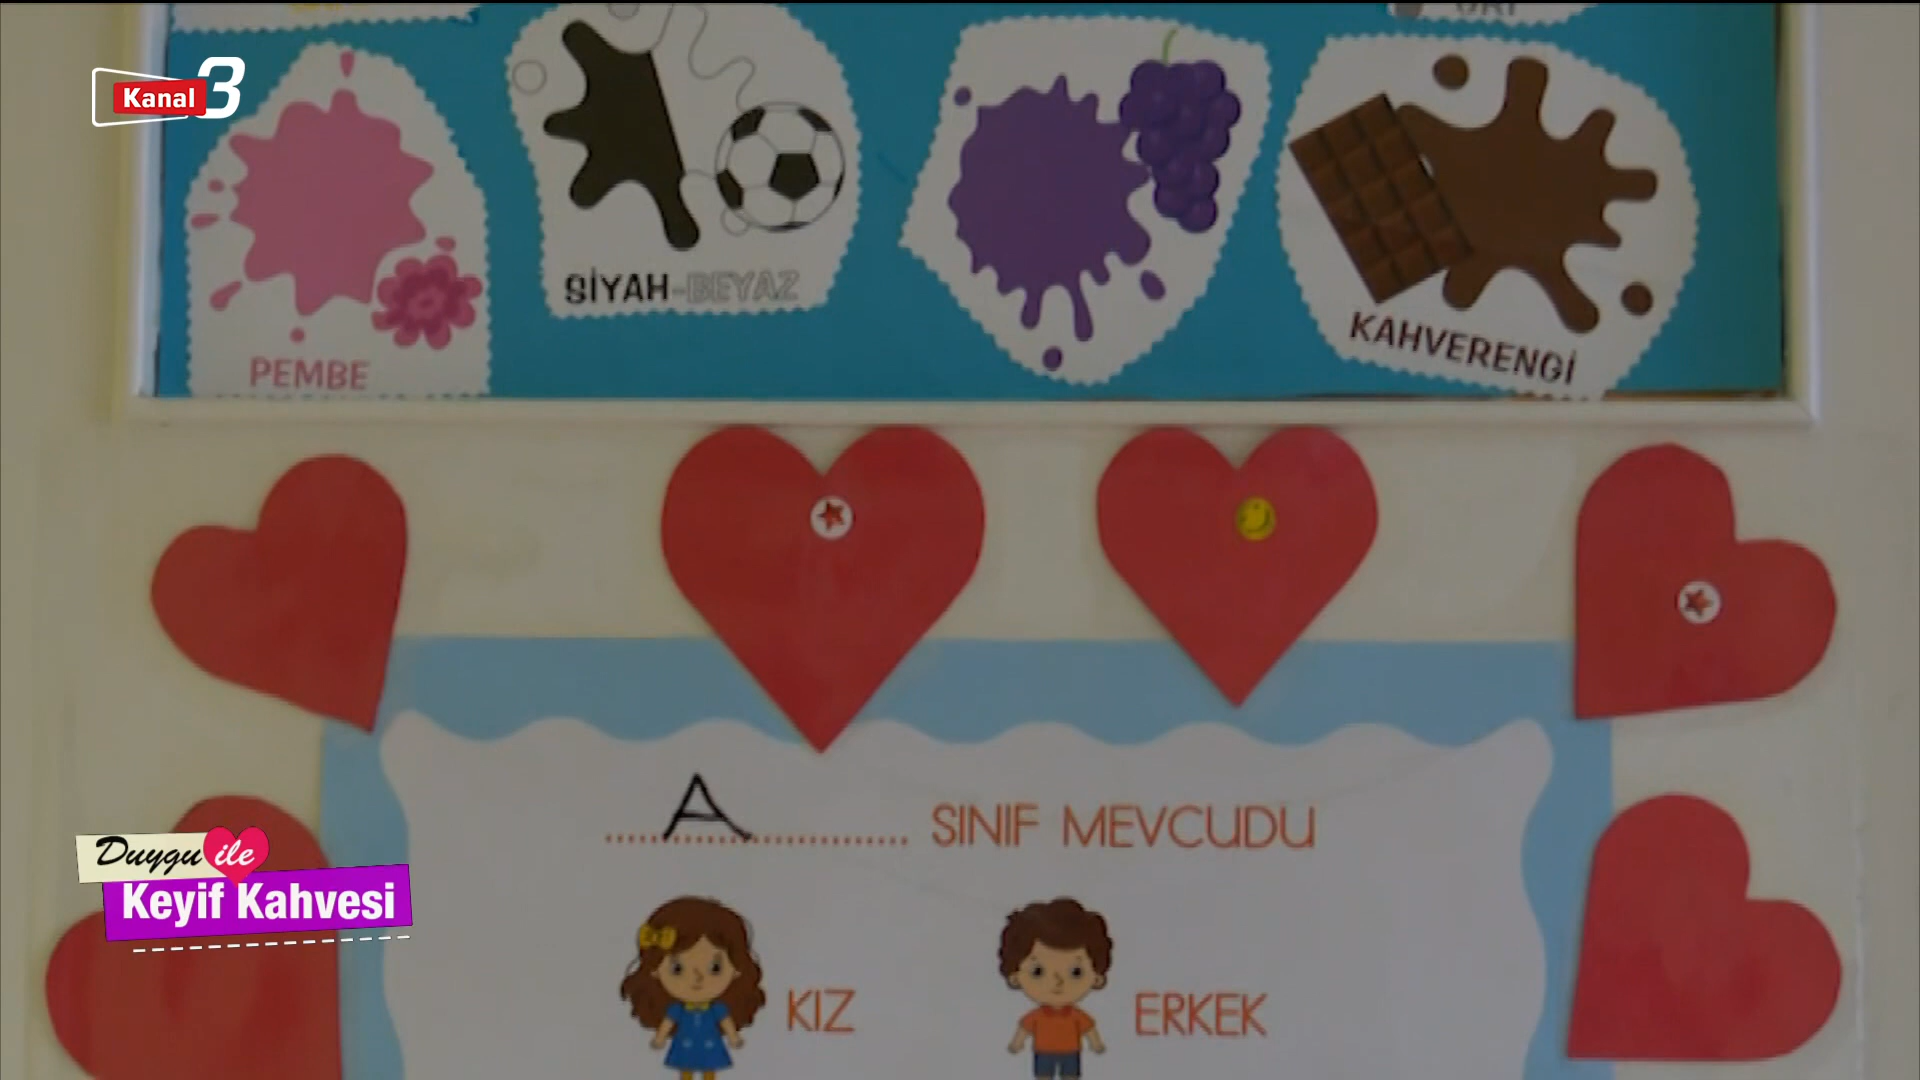 Kanal 3
PEMBE
SİYAH-BEYAZ
KAHVERENGİ
A SINIF MEVCUDU
KIZ
ERKEK
Duygu ile
Keyif Kahvesi